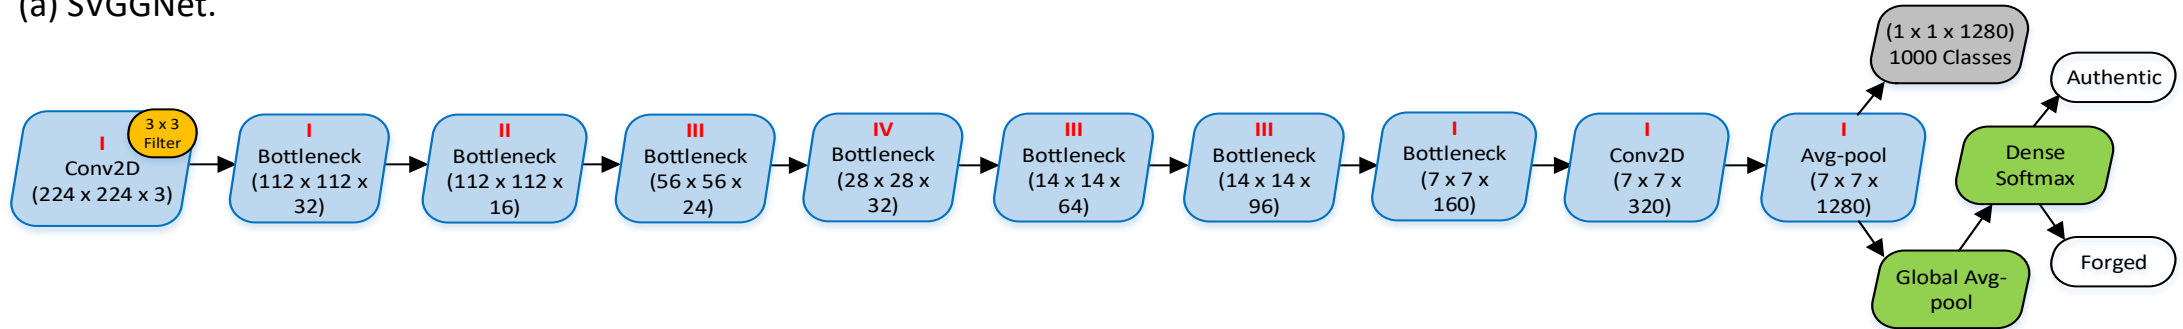 (a) SVGGNet.
3 x 3
Filter
I
Conv2D
(224 x 224 x 3)
I
Bottleneck
(112 x 112 x
32)
II
Bottleneck
(112 x 112 x
16)
III
Bottleneck
(56 x 56 x
24)
IV
Bottleneck
(28 x 28 x
32)
III
Bottleneck
(14 x 14 x
64)
III
Bottleneck
(14 x 14 x
96)
I
Bottleneck
(7 x 7 x
160)
I
Conv2D
(7 x 7 x
320)
I
Avg-pool
(7 x 7 x
1280)
(1 x 1 x 1280)
1000 Classes
Global Avg-
pool
Dense
Softmax
Authentic
Forged